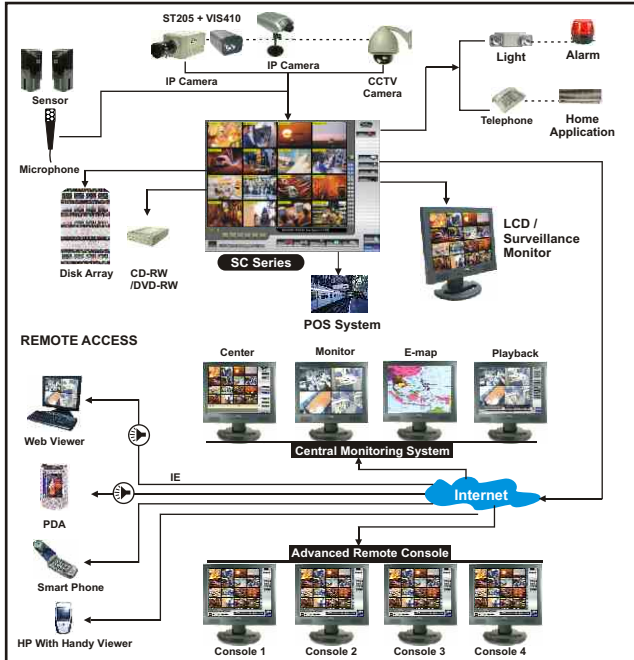 ST205 + VIS410
IP Camera
IP Camera
CCTV
Camera
Light
Alarm
Telephone
Home
Application
Sensor
Microphone
Disk Array
CD-RW
/DVD-RW
SC Series
POS System
LCD /
Surveillance
Monitor
REMOTE ACCESS
Center
Monitor
E-map
Playback
Central Monitoring System
Web Viewer
IE
Internet
PDA
Smart Phone
HP With Handy Viewer
Advanced Remote Console
Console 1
Console 2
Console 3
Console 4